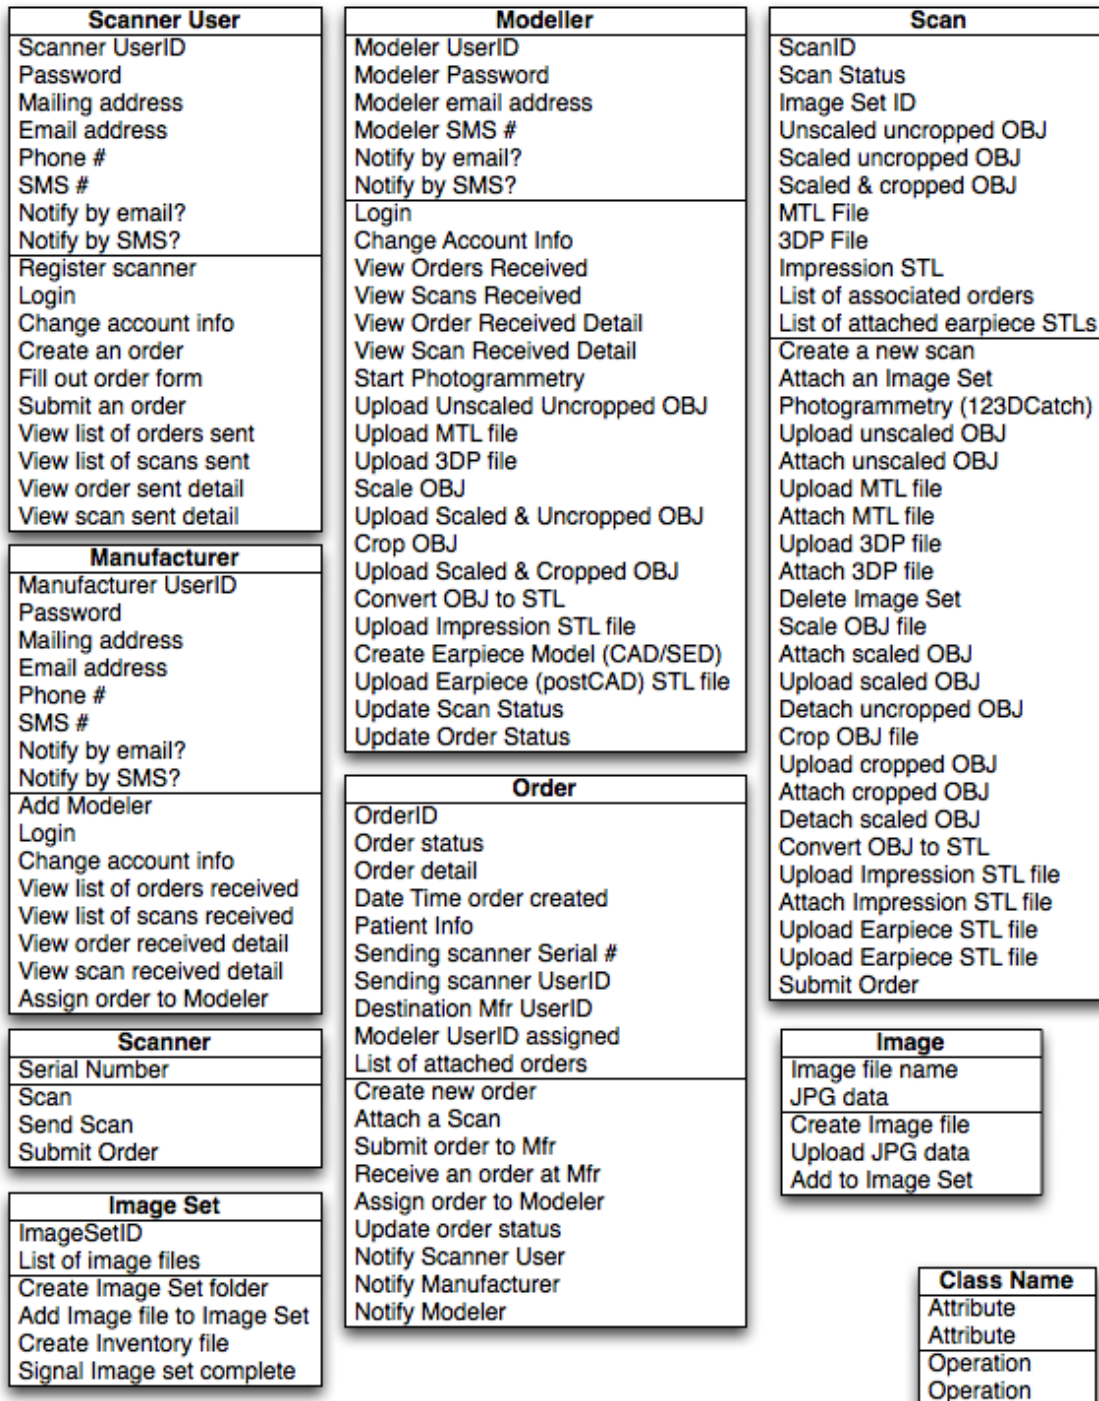 Scanner User
Scanner UserID
Password
Mailing address
Email address
Phone #
SMS #
Notify by email?
Notify by SMS?
Register scanner
Login
Change account info
Create an order
Fill out order form
Submit an order
View list of orders sent
View list of scans sent
View order sent detail
View scan sent detail
Manufacturer
Manufacturer UserID
Password
Mailing address
Email address
Phone #
SMS #
Notify by email?
Notify by SMS?
Add Modeler
Login
Change account info
View list of orders received
View list of scans received
View order received detail
View scan received detail
Assign order to Modeler
Scanner
Serial Number
Scan
Send Scan
Submit Order
Image Set
ImageSetID
List of image files
Create Image Set folder
Add Image file to Image Set
Create Inventory file
Signal Image set complete
Modeller
Modeler UserID
Modeler Password
Modeler email address
Modeler SMS #
Notify by email?
Notify by SMS?
Login
Change Account Info
View Orders Received
View Scans Received
View Order Received Detail
View Scan Received Detail
Start Photogrammetry
Upload Unscaled Uncropped OBJ
Upload MTL file
Upload 3DP file
Scale OBJ
Upload Scaled & Uncropped OBJ
Crop OBJ
Upload Scaled & Cropped OBJ
Convert OBJ to STL
Upload Impression STL file
Create Earpiece Model (CAD/SED)
Upload Earpiece (postCAD) STL file
Update Scan Status
Update Order Status
Order
OrderID
Order status
Order detail
Date Time order created
Patient Info
Sending scanner Serial #
Sending scanner UserID
Destination Mfr UserID
Modeler UserID assigned
List of attached orders
Create new order
Attach a Scan
Submit order to Mfr
Receive an order at Mfr
Assign order to Modeler
Update order status
Notify Scanner User
Notify Manufacturer
Notify Modeler
Scan
ScanID
Scan Status
Image Set ID
Unscaled uncropped OBJ
Scaled uncropped OBJ
Scaled & cropped OBJ
MTL File
3DP File
Impression STL
List of associated orders
List of attached earpiece STLs
Create a new scan
Attach an Image Set
Photogrammetry (123DCatch)
Upload unscaled OBJ
Attach unscaled OBJ
Upload MTL file
Attach MTL file
Upload 3DP file
Attach 3DP file
Delete Image Set
Scale OBJ file
Attach scaled OBJ
Upload scaled OBJ
Detach uncropped OBJ
Crop OBJ file
Upload cropped OBJ
Attach cropped OBJ
Detach scaled OBJ
Convert OBJ to STL
Upload Impression STL file
Attach Impression STL file
Upload Earpiece STL file
Upload Earpiece STL file
Submit Order
Image
Image file name
JPG data
Create Image file
Upload JPG data
Add to Image Set
Class Name
Attribute
Attribute
Operation
Operation